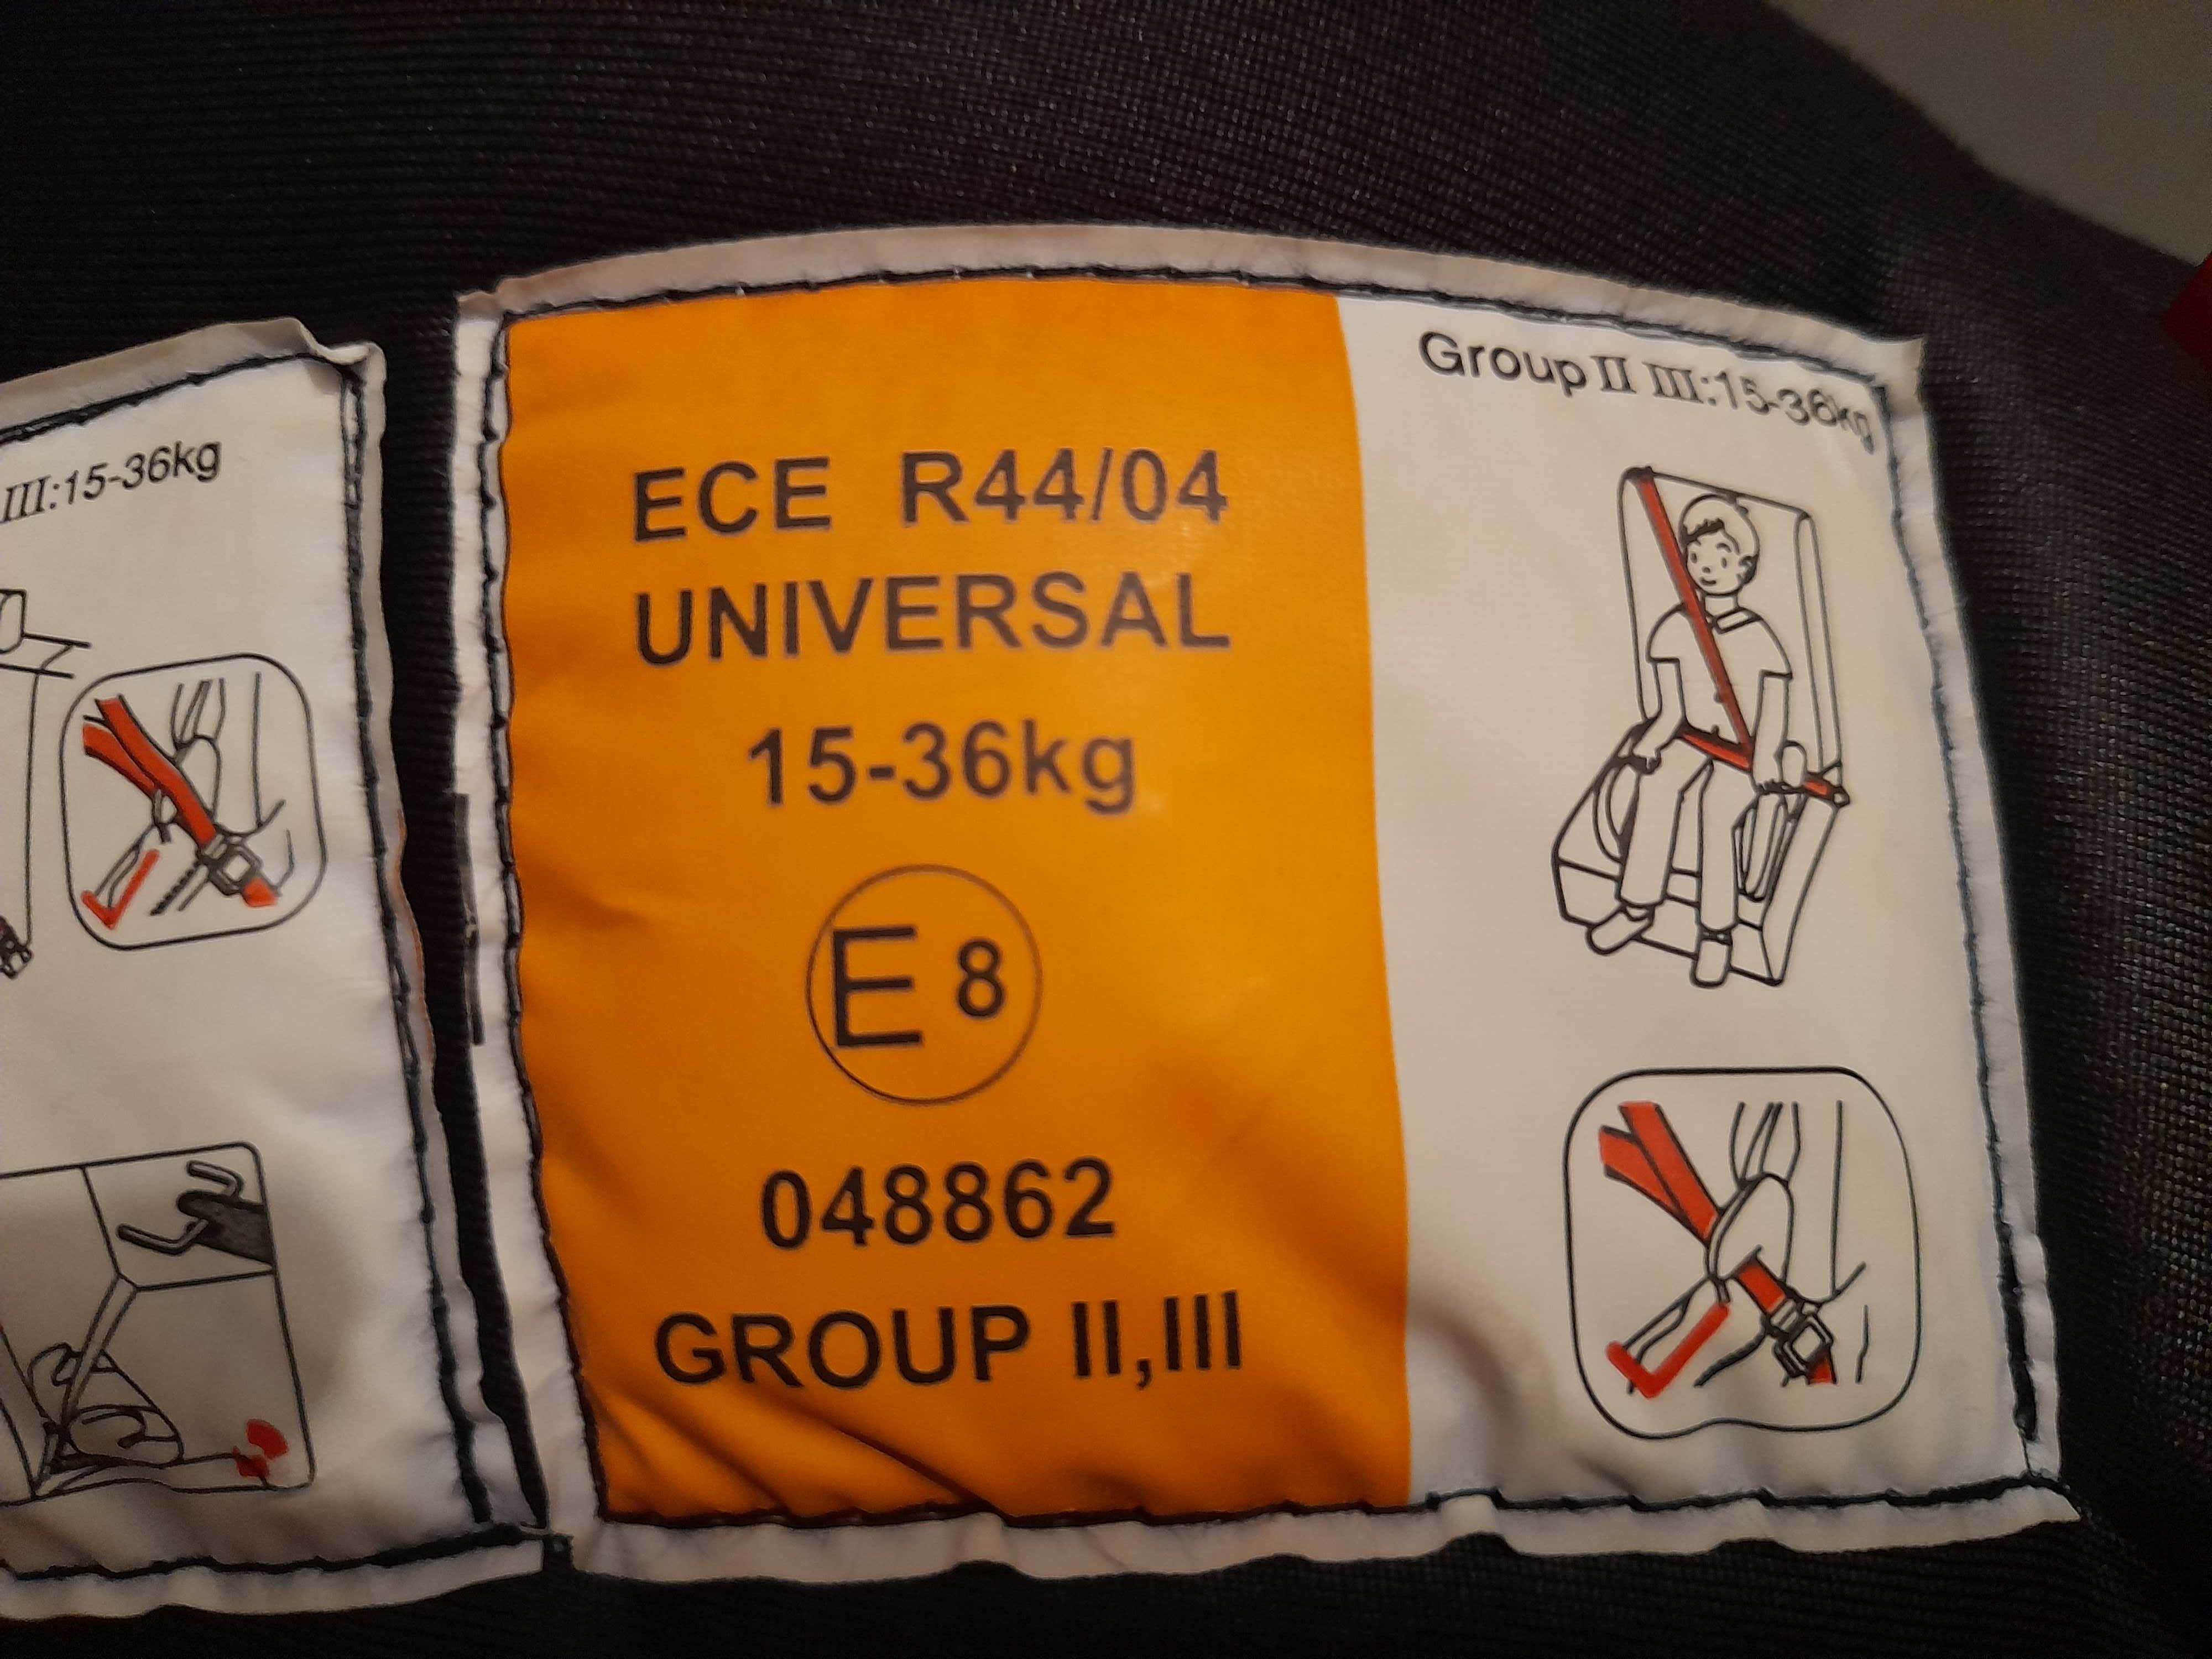 III:15-36kg
ECE R44/04
UNIVERSAL
15-36kg
E 8
048862
GROUP II,III
Group II III:15-36kg